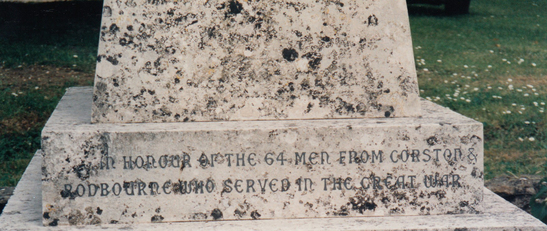 IN HONOUR OF THE 64 MEN FROM CORSTON &
RODBOURNE WHO SERVED IN THE GREAT WAR